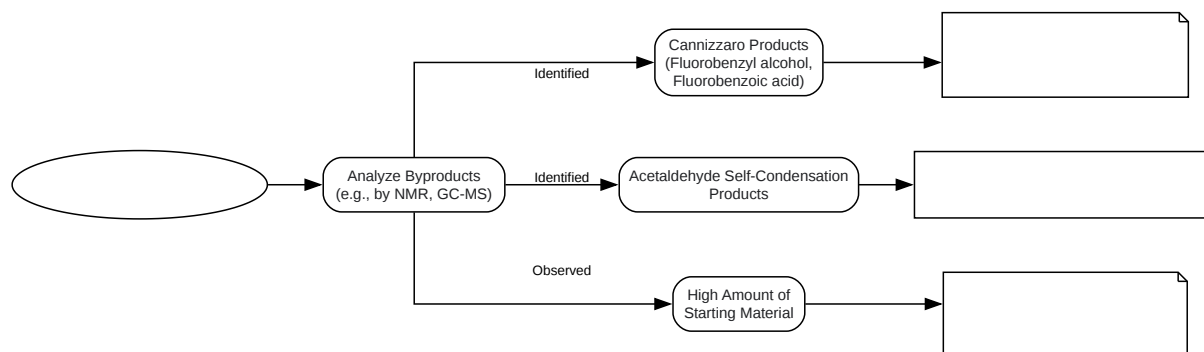 Cannizzaro Products
(Fluorobenzyl alcohol,
Fluorobenzoic acid)
Identified
Analyze Byproducts
(e.g., by NMR, GC-MS)
Identified
Acetaldehyde Self-Condensation
Products
Observed
High Amount of
Starting Material